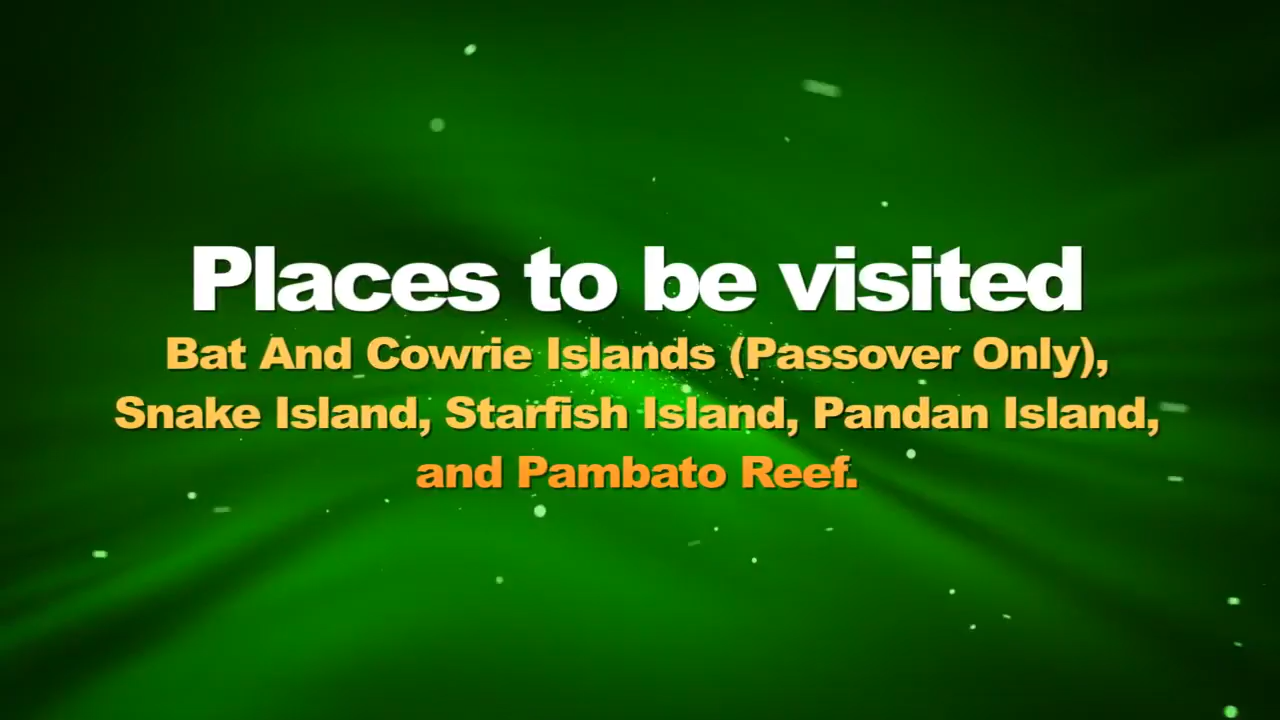 Places to be visited
Bat And Cowrie Islands (Passover Only),
Snake Island, Starfish Island, Pandan Island,
and Pambato Reef.